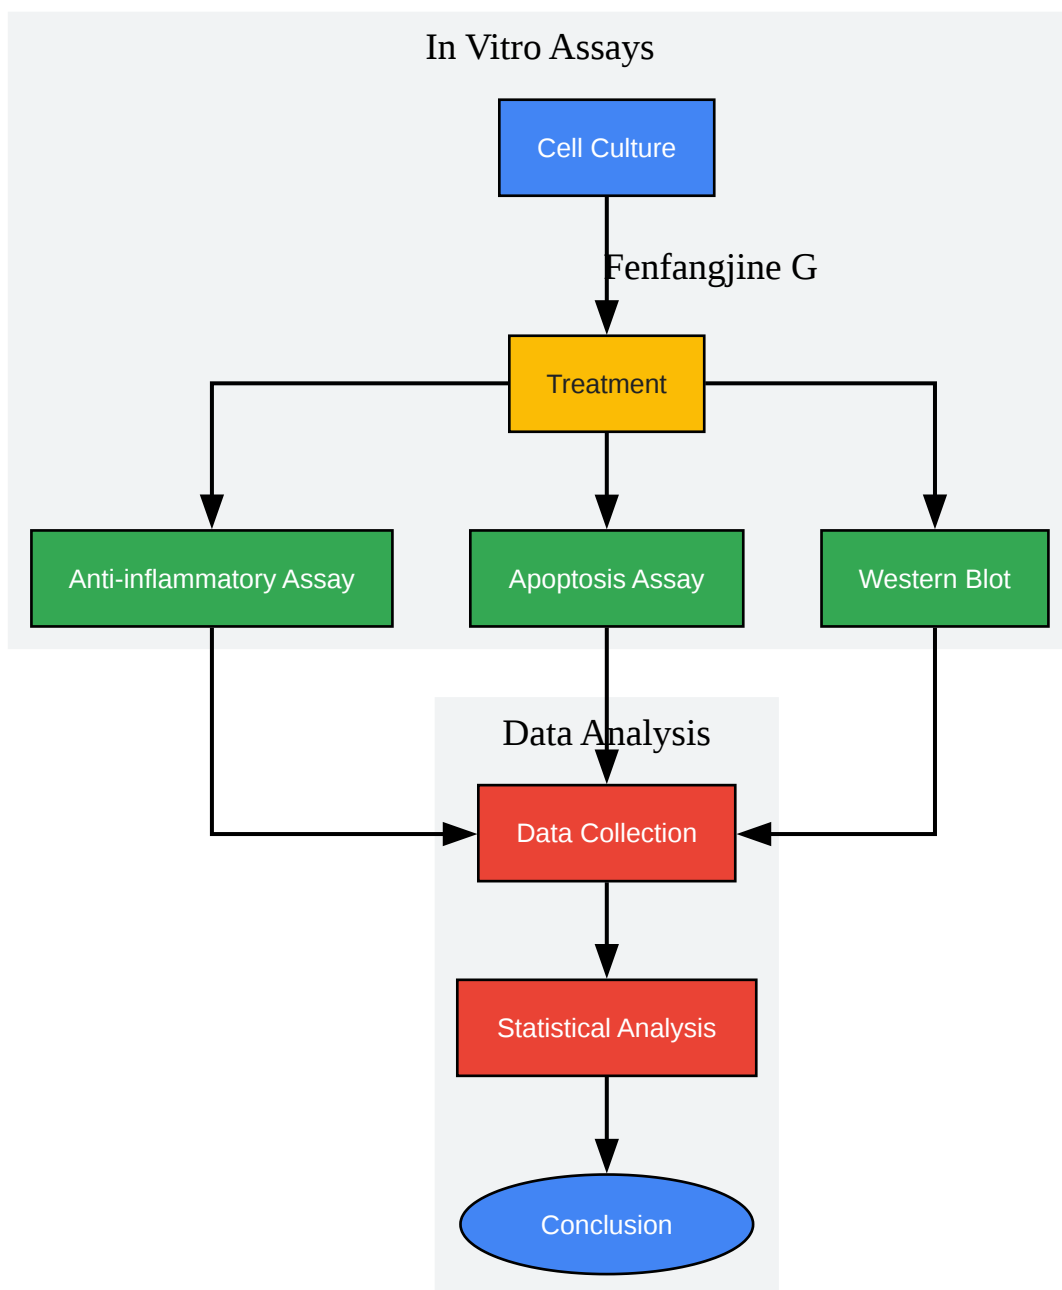 In Vitro Assays
Cell Culture
Fenfangjine G
Treatment
Anti-inflammatory Assay
Apoptosis Assay
Western Blot
Data Analysis
Data Collection
Statistical Analysis
Conclusion